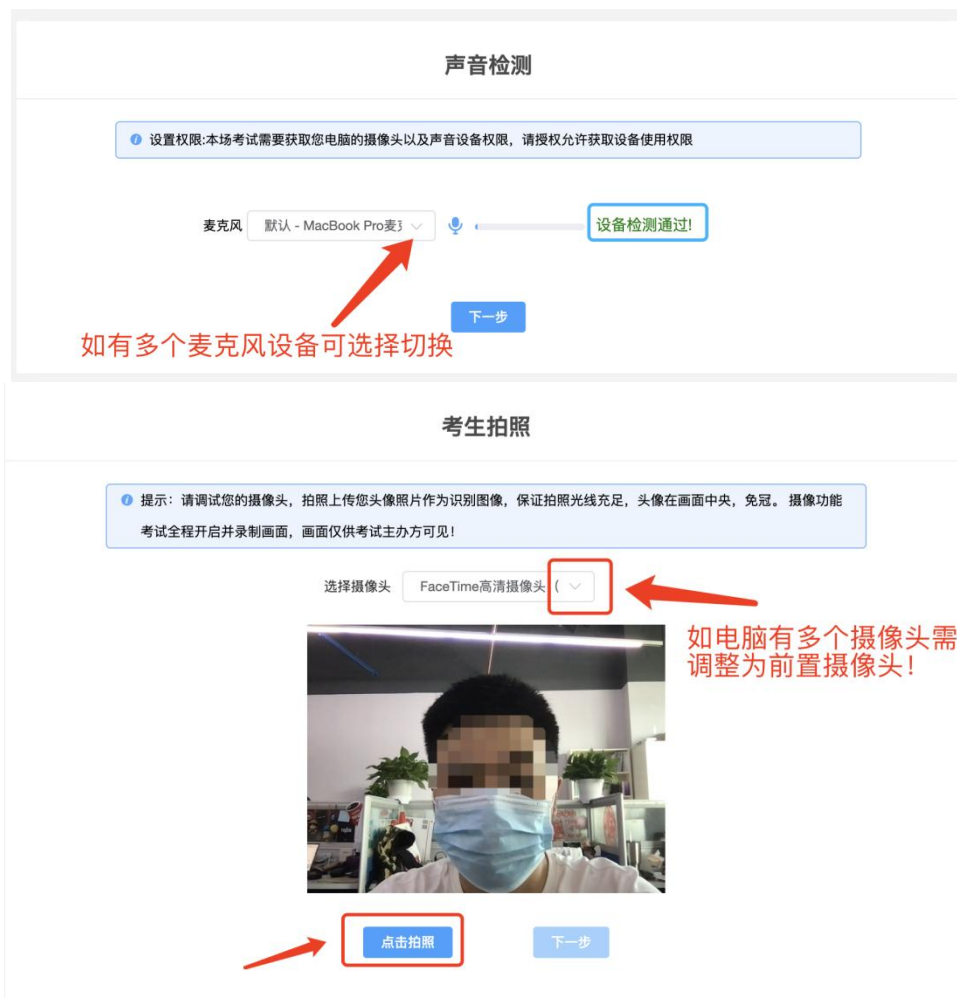 声音检测
设置权限:本场考试需要获取您电脑的摄像头以及声音设备权限，请授权允许获取设备使用权限
麦克风 默认 - MacBook Pro麦 设备检测通过!
下一步
如有多个麦克风设备可选择切换
考生拍照
提示：请调试您的摄像头，拍照上传您头像照片作为识别图像，保证拍照光线充足，头像在画面中央，免冠。 摄像功能
考试全程开启并录制画面，画面仅供考试主办方可见！
选择摄像头 FaceTime高清摄像头（
如电脑有多个摄像头需
调整为前置摄像头！
点击拍照 下一步